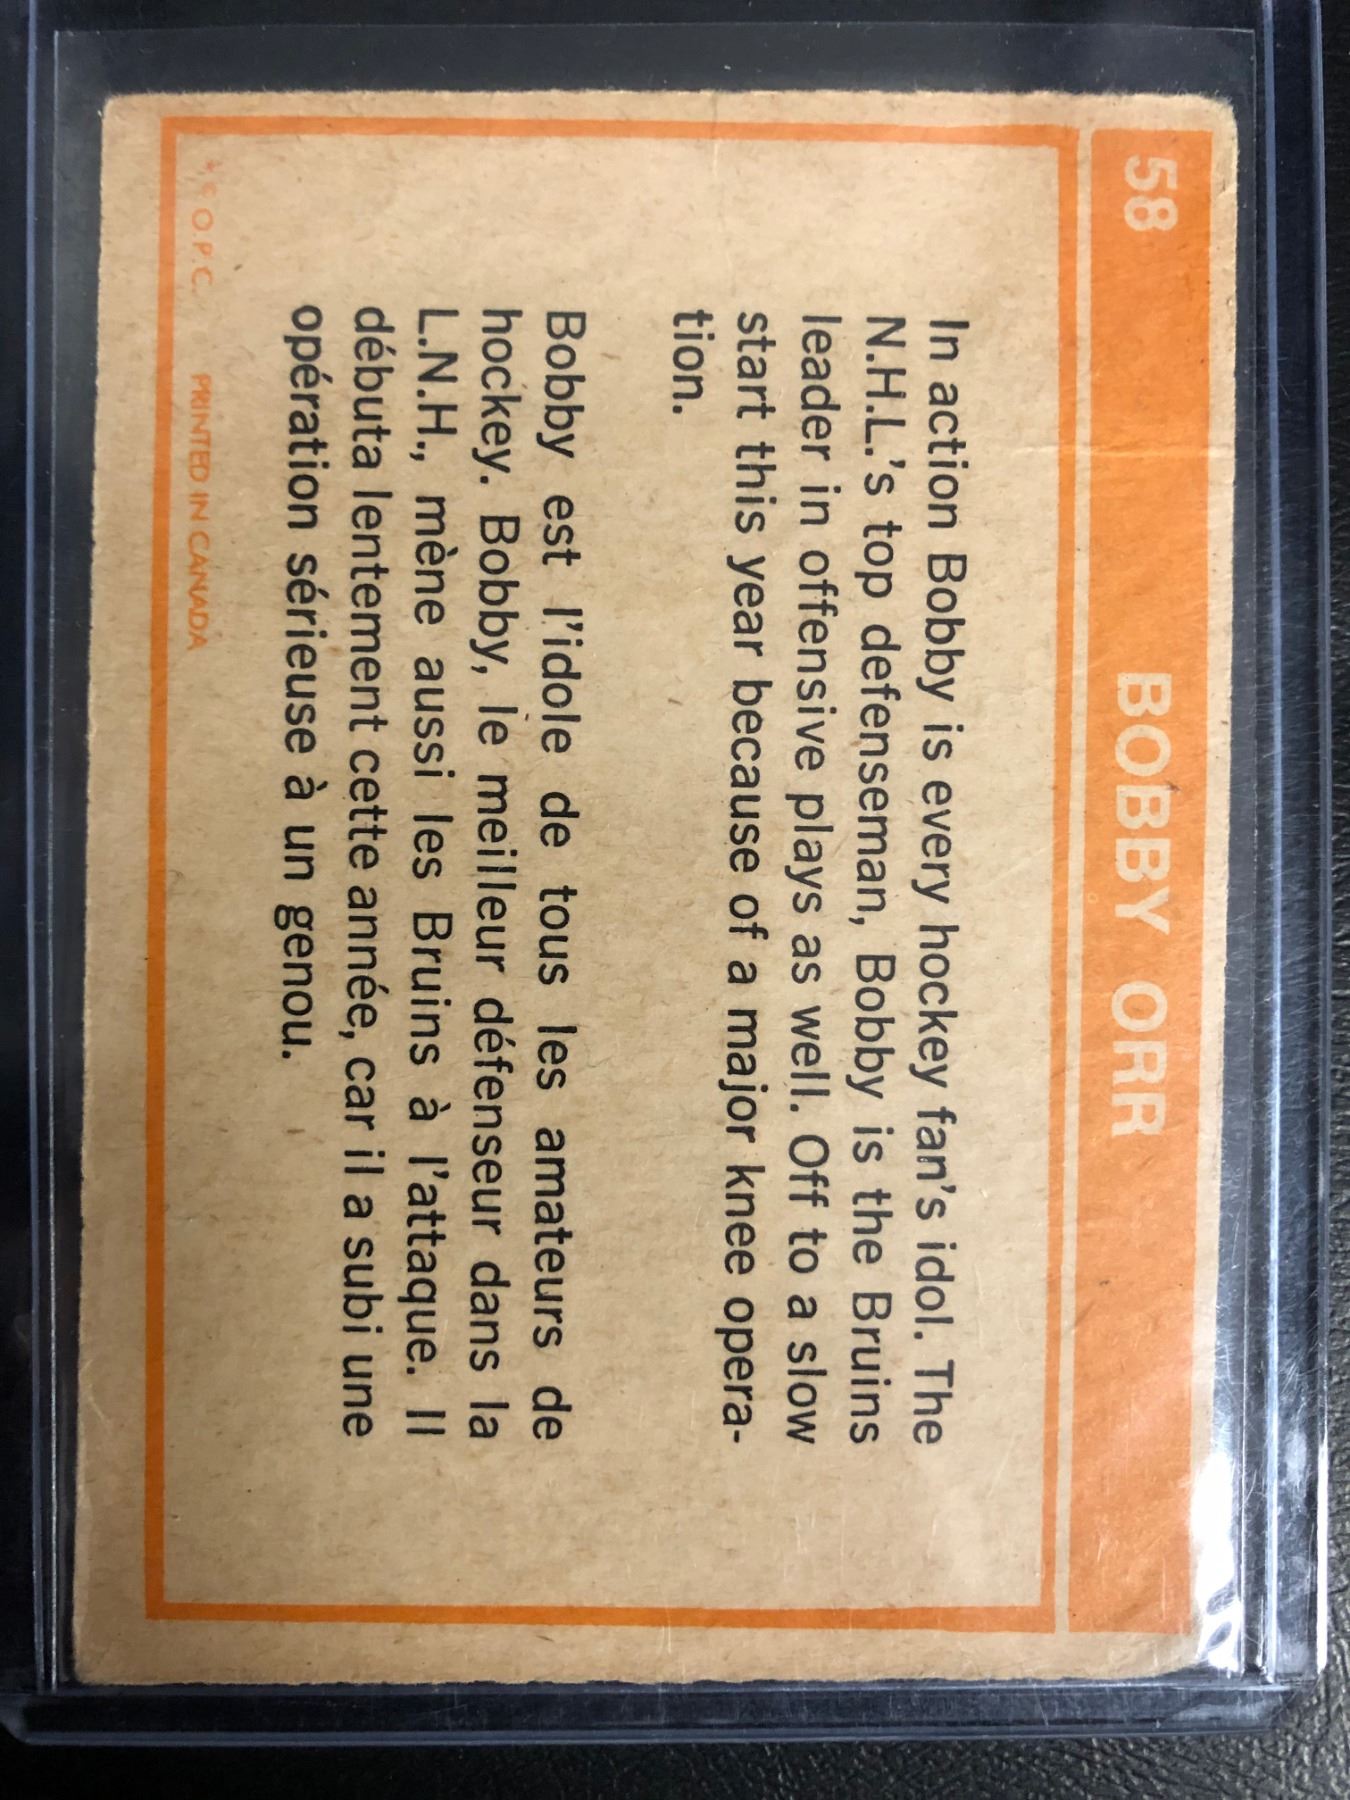 58 BOBBY ORR
In action Bobby is every hockey fan's idol. The
N.H.L.'s top defenseman, Bobby is the Bruins
leader in offensive plays as well. Off to a slow
start this year because of a major knee opera-
tion.
Bobby est l'idole de tous les amateurs de
hockey. Bobby, le meilleur défenseur dans la
L.N.H., mène aussi les Bruins à l'attaque. Il
débuta lentement cette année, car il a subi une
opération sérieuse à un genou.
*© O.P.C. PRINTED IN CANADA